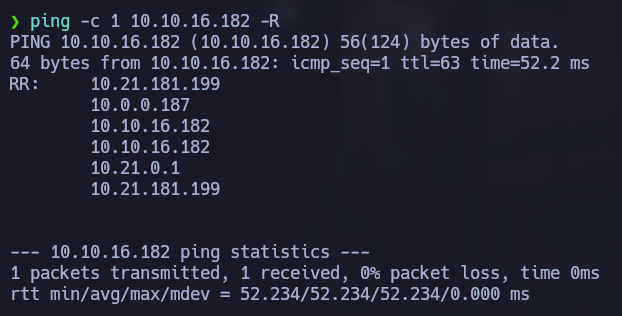 ❯ ping -c 1 10.10.16.182 -R
PING 10.10.16.182 (10.10.16.182) 56(124) bytes of data.
64 bytes from 10.10.16.182: icmp_seq=1 ttl=63 time=52.2 ms
RR:     10.21.181.199
        10.0.0.187
        10.10.16.182
        10.10.16.182
        10.21.0.1
        10.21.181.199
--- 10.10.16.182 ping statistics ---
1 packets transmitted, 1 received, 0% packet loss, time 0ms
rtt min/avg/max/mdev = 52.234/52.234/52.234/0.000 ms